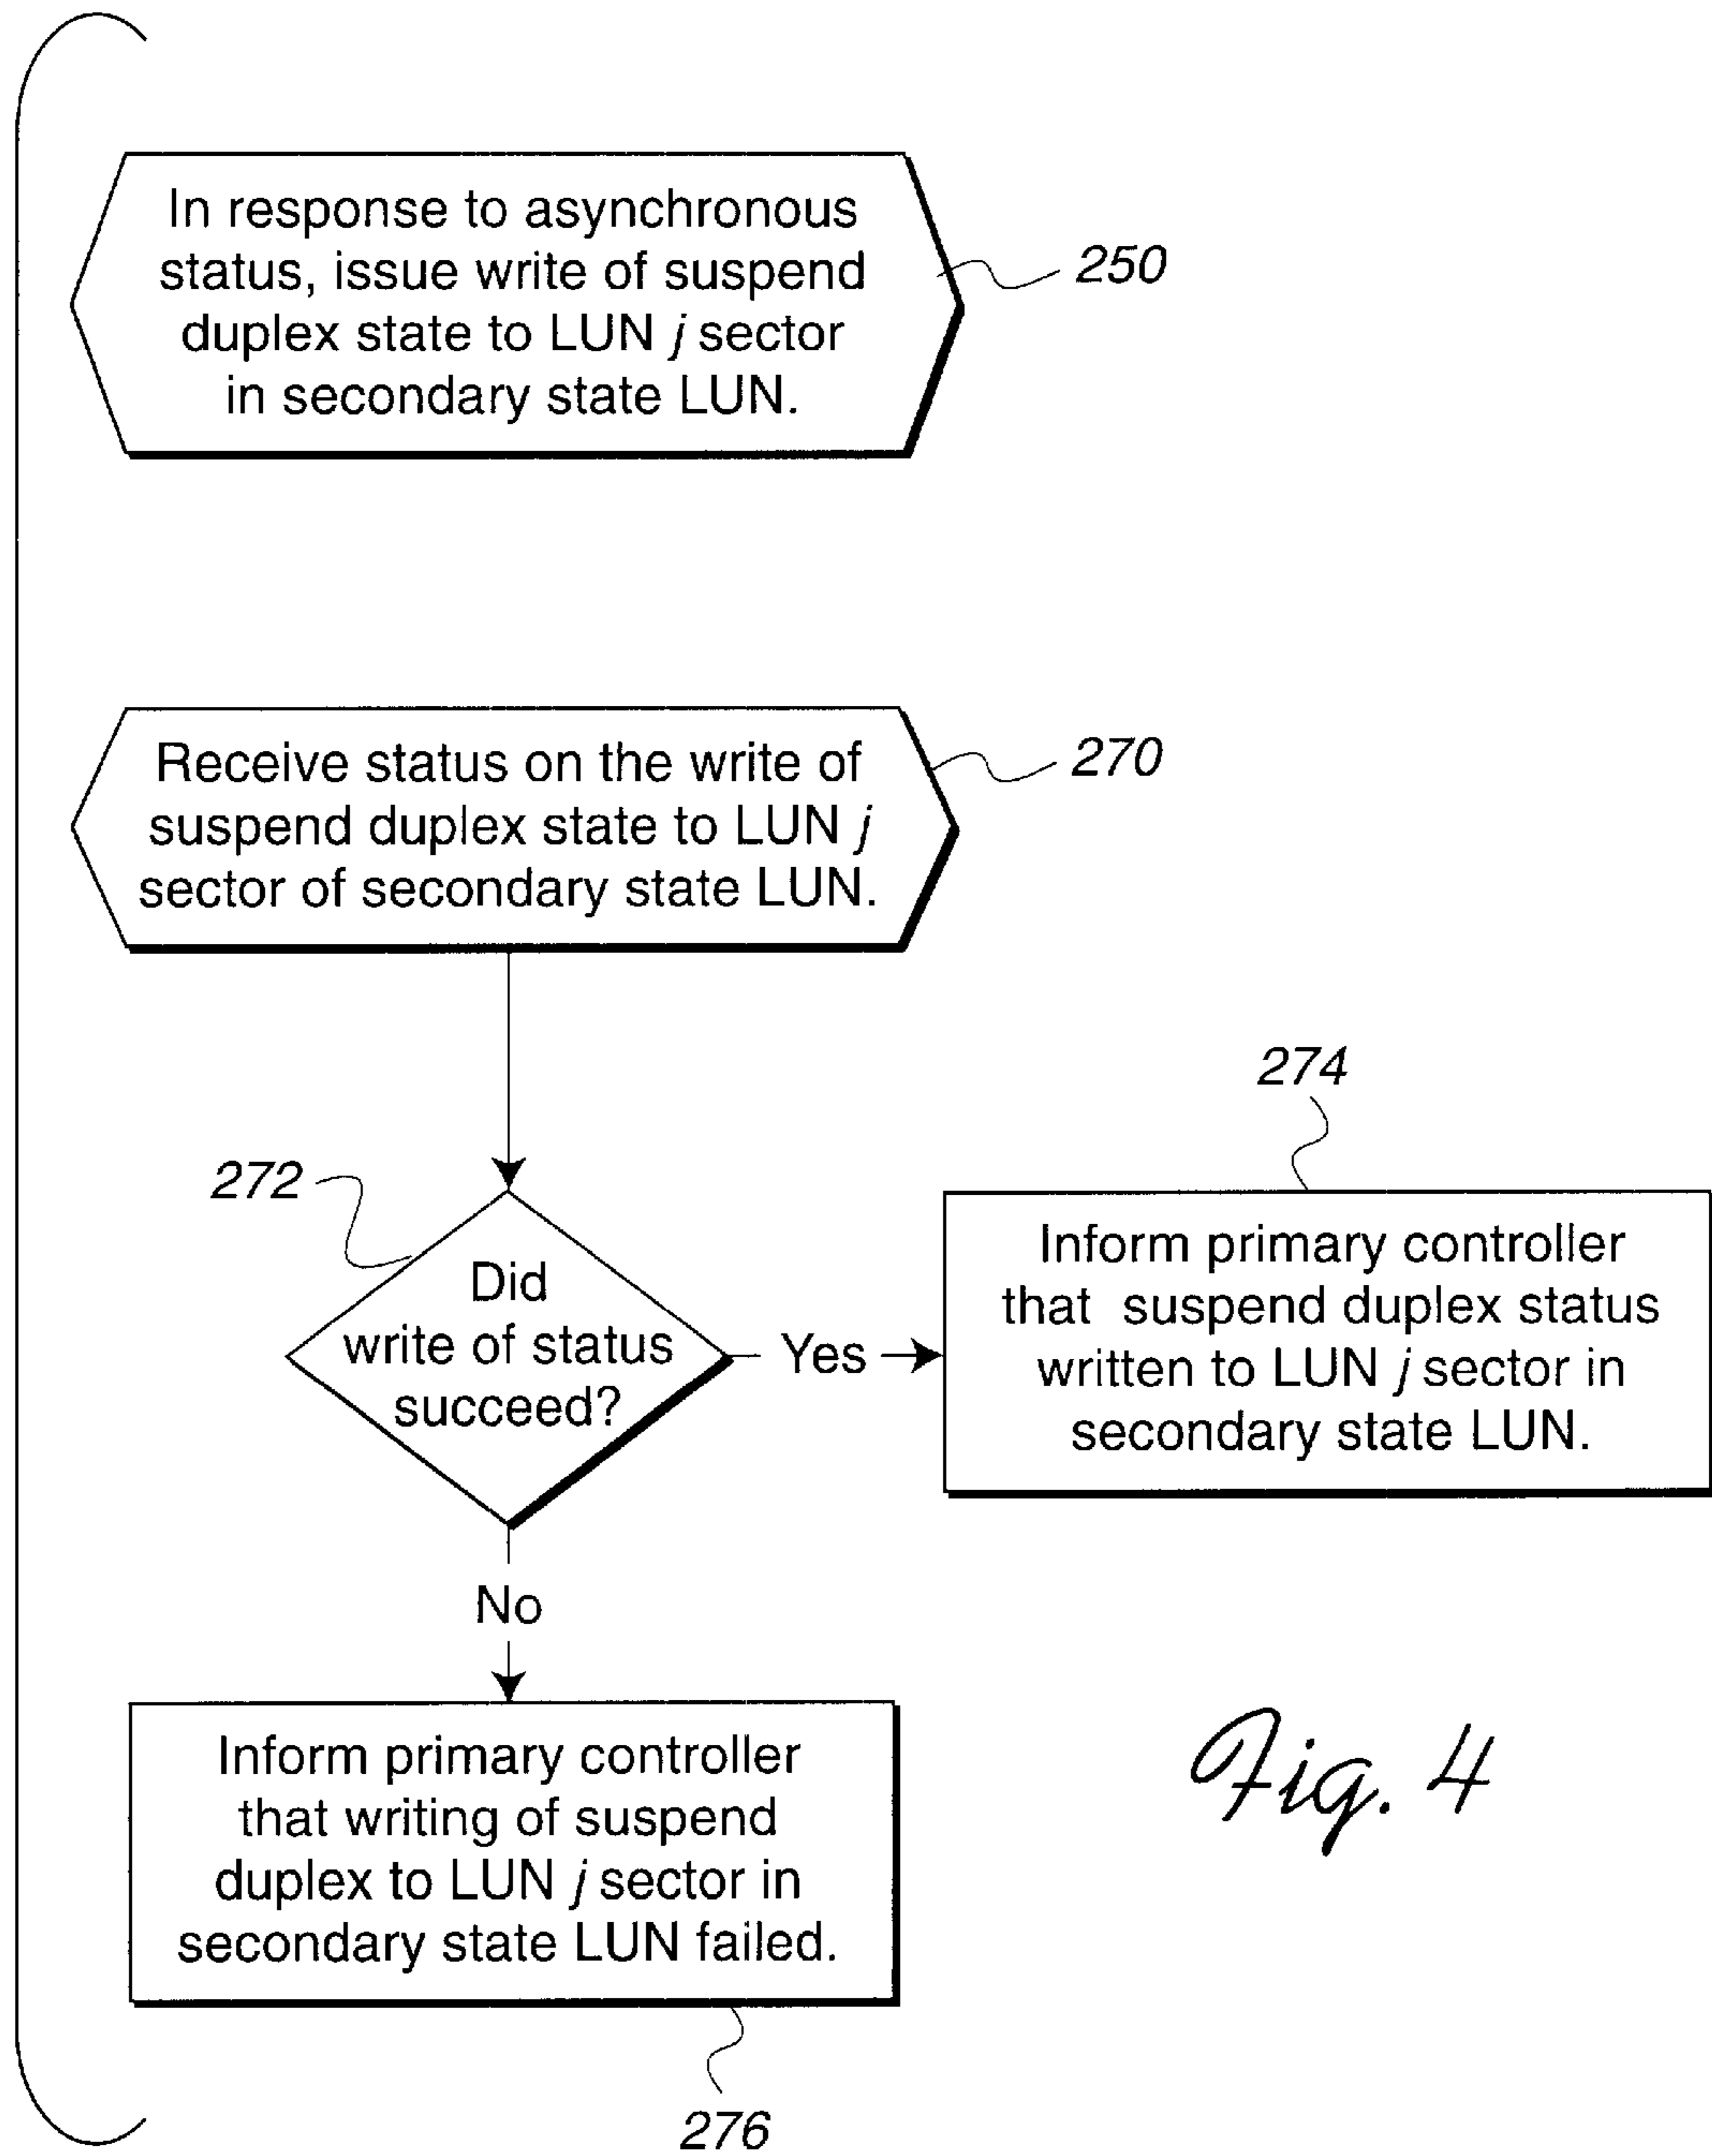 In response to asynchronous
status, issue write of suspend
duplex state to LUN j sector
in secondary state LUN.
250
Receive status on the write of
suspend duplex state to LUN j
sector of secondary state LUN.
270
272
Did
write of status
succeed?
Yes
274
Inform primary controller
that suspend duplex status
written to LUN j sector in
secondary state LUN.
No
Inform primary controller
that writing of suspend
duplex to LUN j sector in
secondary state LUN failed.
276
Fig. 4